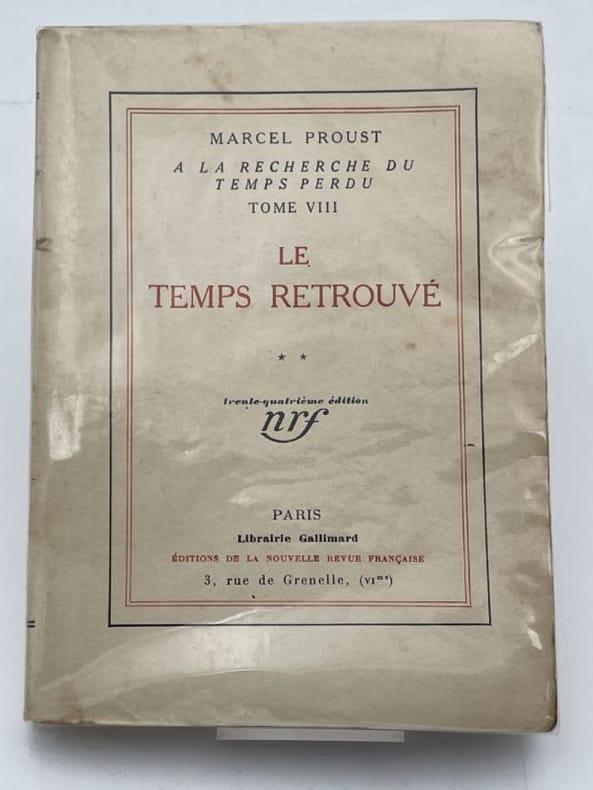 MARCEL PROUST
A LA RECHERCHE DU
TEMPS PERDU
TOME VIII
LE
TEMPS RETROUVÉ
★ ★
trente-quatrième édition
nrf
PARIS
Librairie Gallimard
ÉDITIONS DE LA NOUVELLE REVUE FRANÇAISE
3, rue de Grenelle, (VIᵐᵉ)